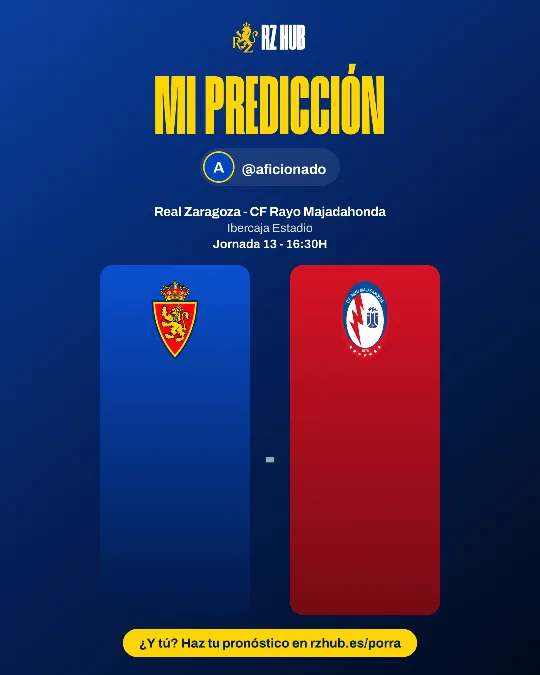 RZ HUB
MI PREDICCIÓN
A @aficionado
Real Zaragoza - CF Rayo Majadahonda
Ibercaja Estadio
Jornada 13 - 16:30H
-
¿Y tú? Haz tu pronóstico en rzhub.es/porra